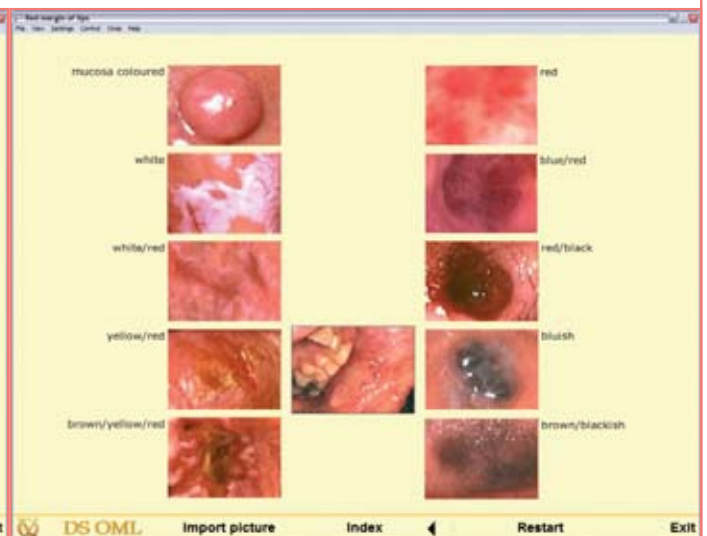 Red margin of lips
File View Settings Control Close Help
mucosa coloured
red
white
blue/red
white/red
red/black
yellow/red
bluish
brown/yellow/red
brown/blackish
DS OML Import picture Index Restart Exit